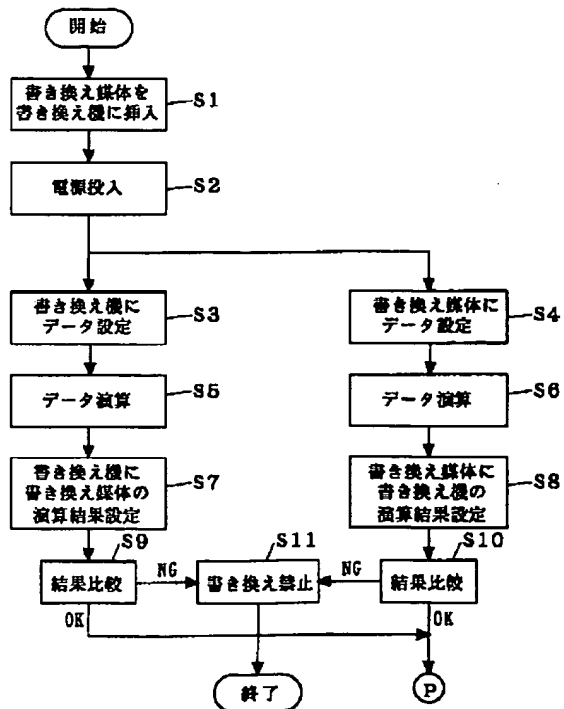 開始
書き換え媒体を
書き換え機に挿入
S1
電源投入
S2
書き換え機に
データ設定
S3
書き換え媒体に
データ設定
S4
データ演算
S5
データ演算
S6
書き換え機に
書き換え媒体の
演算結果設定
S7
書き換え媒体に
書き換え機の
演算結果設定
S8
S9
結果比較
NG
OK
S11
書き換え禁止
S10
結果比較
NG
OK
終了
P